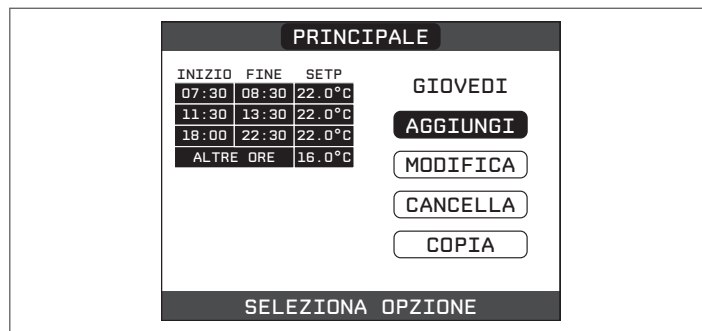 PRINCIPALE
INIZIO FINE SETP
07:30 08:30 22.0°C
11:30 13:30 22.0°C
18:00 22:30 22.0°C
ALTRE ORE 16.0°C
GIOVEDI
AGGIUNGI
MODIFICA
CANCELLA
COPIA
SELEZIONA OPZIONE